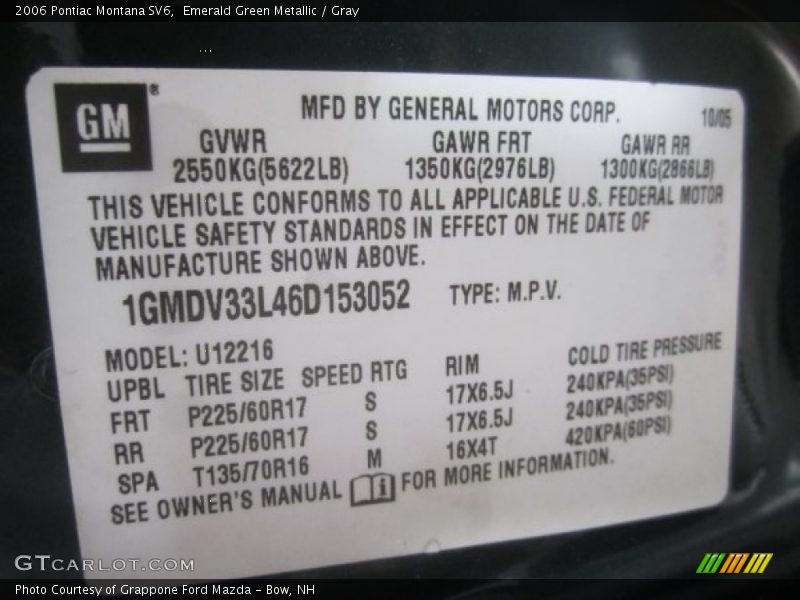 2006 Pontiac Montana SV6,  Emerald Green Metallic / Gray
GM®
MFD BY GENERAL MOTORS CORP. 10/05
GVWR GAWR FRT GAWR RR
2550KG(5622LB) 1350KG(2976LB) 1300KG(2866LB)
THIS VEHICLE CONFORMS TO ALL APPLICABLE U.S. FEDERAL MOTOR
VEHICLE SAFETY STANDARDS IN EFFECT ON THE DATE OF
MANUFACTURE SHOWN ABOVE.
1GMDV33L46D153052 TYPE: M.P.V.
MODEL: U12216
UPBL TIRE SIZE SPEED RTG RIM COLD TIRE PRESSURE
FRT P225/60R17 S 17X6.5J 240KPA(35PSI)
RR P225/60R17 S 17X6.5J 240KPA(35PSI)
SPA T135/70R16 M 16X4T 420KPA(60PSI)
SEE OWNER'S MANUAL i FOR MORE INFORMATION.
GTCARLOT.COM
Photo Courtesy of Grappone Ford Mazda - Bow, NH